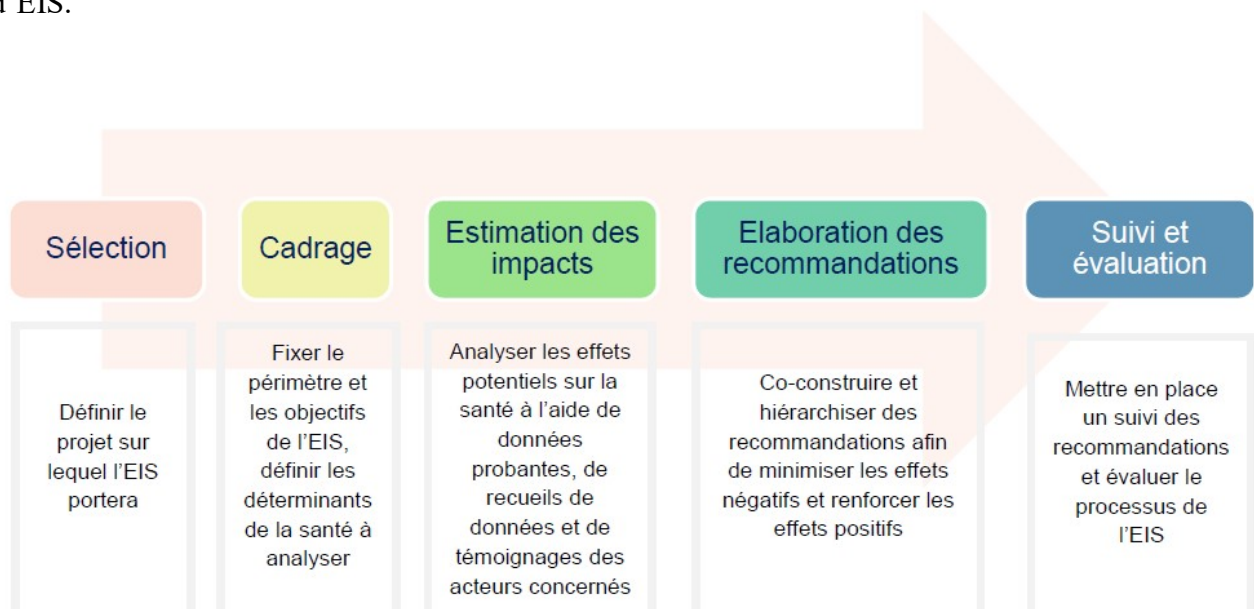 d'EIS.
Sélection
Cadrage
Estimation des
impacts
Elaboration des
recommandations
Suivi et
évaluation
Définir le
projet sur
lequel l'EIS
portera
Fixer le
périmètre et
les objectifs
de l'EIS,
définir les
déterminants
de la santé à
analyser
Analyser les effets
potentiels sur la
santé à l'aide de
données
probantes, de
recueils de
données et de
témoignages des
acteurs concernés
Co-construire et
hiérarchiser des
recommandations afin
de minimiser les effets
négatifs et renforcer les
effets positifs
Mettre en place
un suivi des
recommandations
et évaluer le
processus de
l'EIS